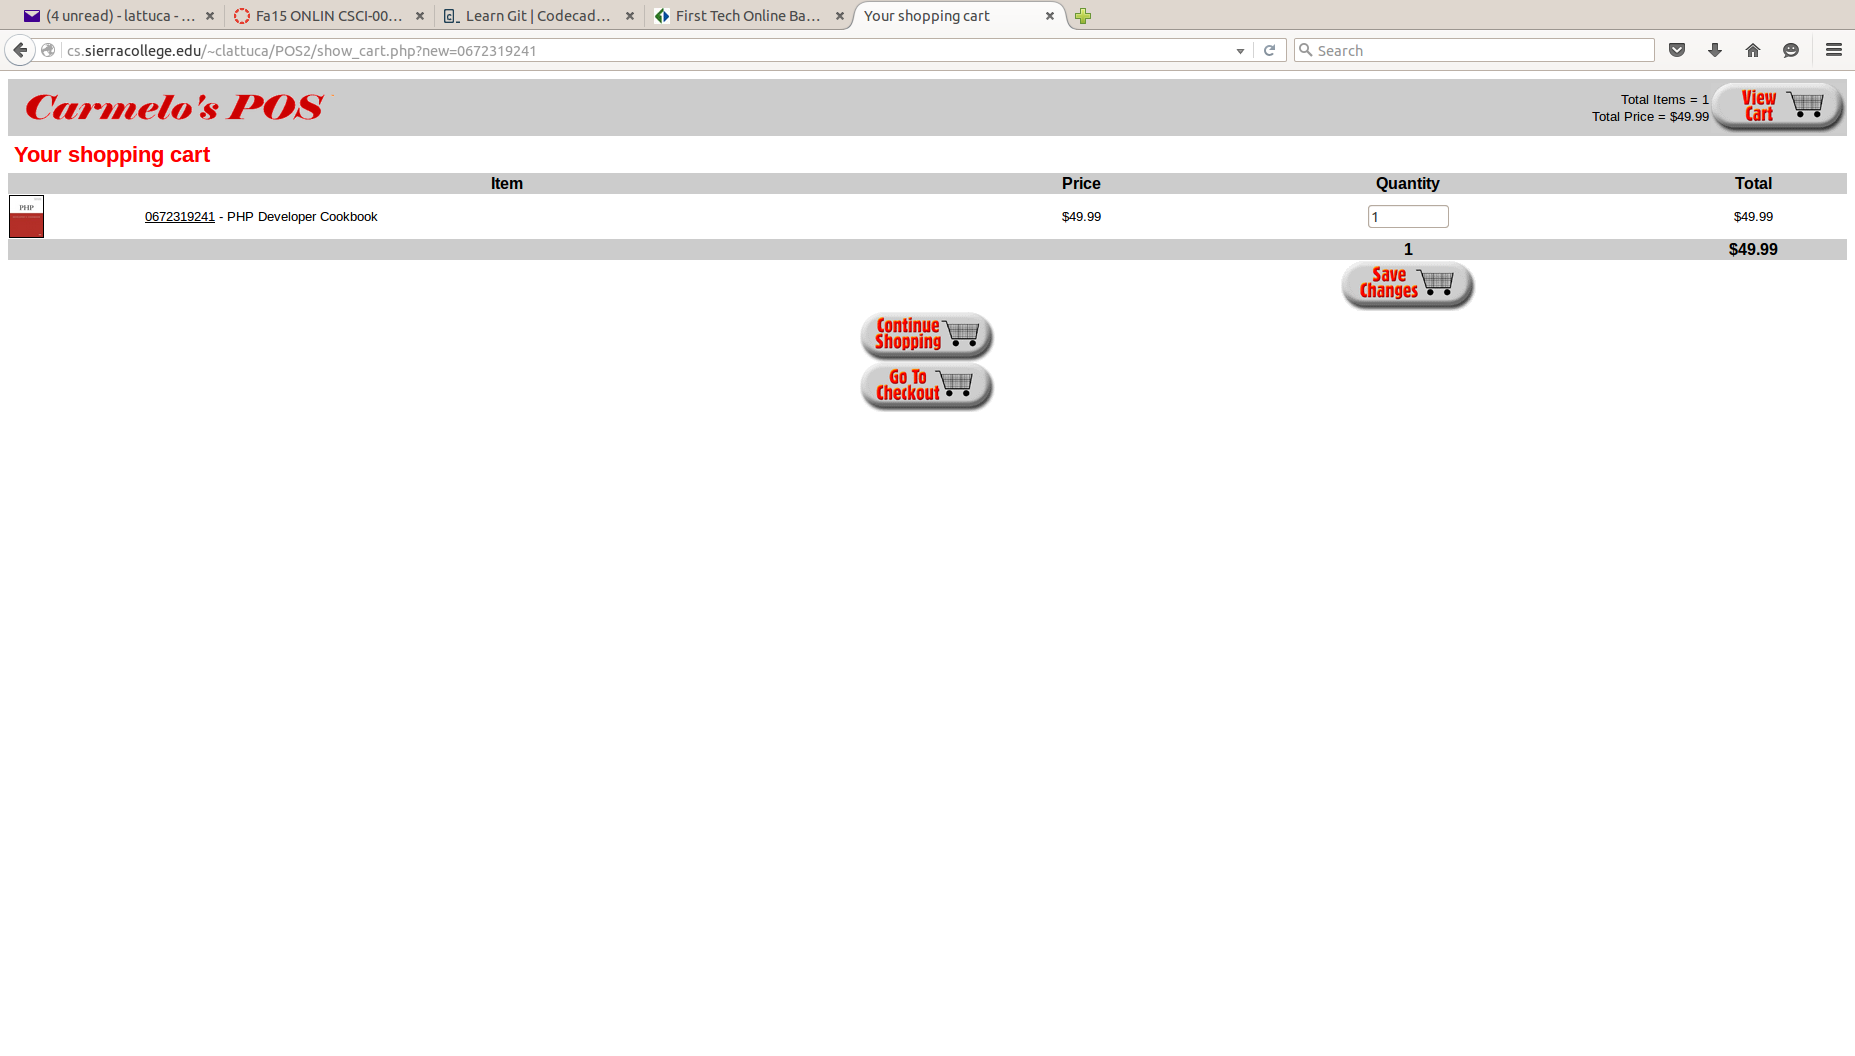 (4 unread) - lattuca - ...
Fa15 ONLIN CSCI-00...
Learn Git | Codecad...
First Tech Online Ba...
Your shopping cart
cs.sierracollege.edu/~clattuca/POS2/show_cart.php?new=0672319241
Search
Carmelo's POS
Total Items = 1
Total Price = $49.99
View Cart
Your shopping cart
Item Price Quantity Total
PHP
0672319241 - PHP Developer Cookbook $49.99 1 $49.99
1 $49.99
Save Changes
Continue Shopping
Go To Checkout